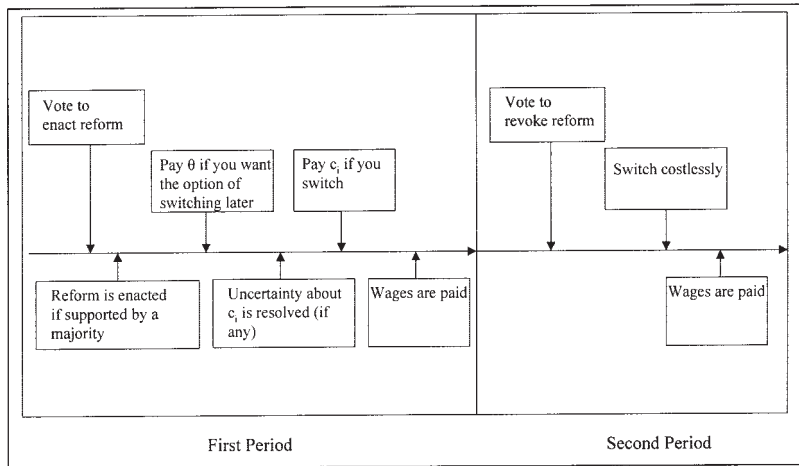 Vote to
enact reform
Pay θ if you want
the option of
switching later
Pay cᵢ if you
switch
Reform is enacted
if supported by a
majority
Uncertainty about
cᵢ is resolved (if
any)
Wages are paid
Vote to
revoke reform
Switch costlessly
Wages are paid
First Period
Second Period